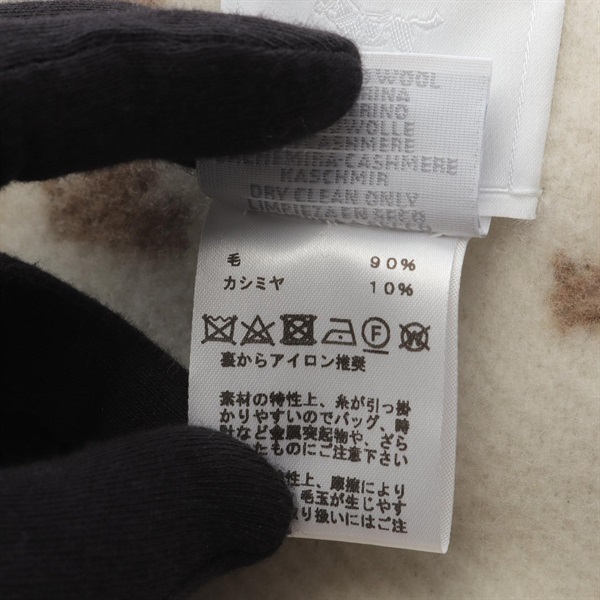 WOOL
WOLLE
CASHMERE
CACHEMIRA-CASHMERE
KASCHMIR
DRY CLEAN ONLY
LIMPIEZA EN SECO
毛 90%
カシミヤ 10%
F
W
裏からアイロン推奨
素材の特性上、糸が引っ掛
かりやすいのでバッグ、時
計など金属突起物や、ざら
たものにご注意下さい
性上、摩擦により
毛玉が生じやす
り扱いにはご注